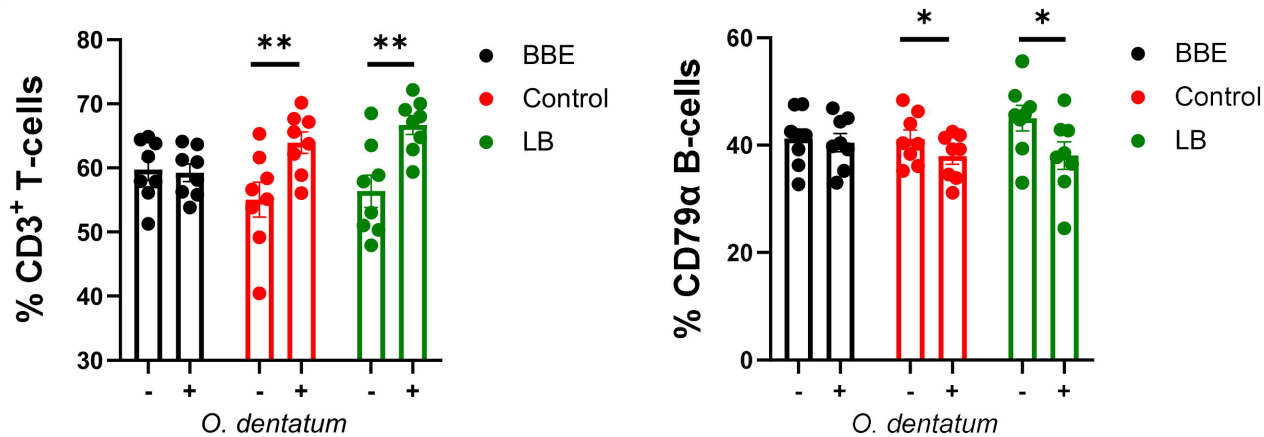 % CD3+ T-cells
80
70
60
50
40
30
** **
- + - + - +
O. dentatum
BBE
Control
LB
% CD79α B-cells
60
40
20
0
* *
- + - + - +
O. dentatum
BBE
Control
LB